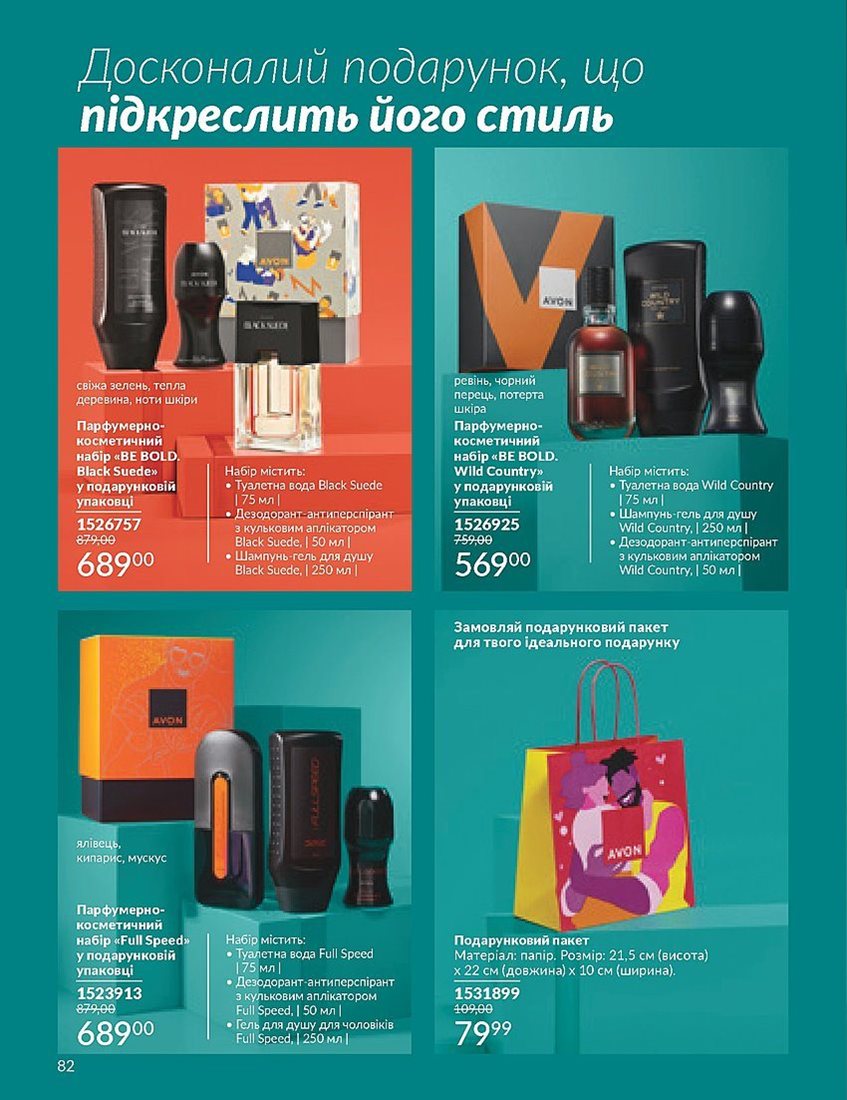 Досконалий подарунок, що
підкреслить його стиль
BLACK SUEDE
AVON
BLACK SUEDE
BLACK SUEDE
свіжа зелень, тепла
деревина, ноти шкіри
Парфумерно-
косметичний
набір «BE BOLD.
Black Suede»
у подарунковій
упаковці
1526757
879,00
68900
Набір містить:
• Туалетна вода Black Suede
| 75 мл |
• Дезодорант-антиперспірант
з кульковим аплікатором
Black Suede, | 50 мл |
• Шампунь-гель для душу
Black Suede, | 250 мл |
AVON
WILD
COUNTRY
ревінь, чорний
перець, потерта
шкіра
Парфумерно-
косметичний
набір «BE BOLD.
Wild Country»
у подарунковій
упаковці
1526925
759,00
56900
Набір містить:
• Туалетна вода Wild Country
| 75 мл |
• Шампунь-гель для душу
Wild Country, | 250 мл |
• Дезодорант-антиперспірант
з кульковим аплікатором
Wild Country, | 50 мл |
AVON
FULL SPEED
ялівець,
кипарис, мускус
Парфумерно-
косметичний
набір «Full Speed»
у подарунковій
упаковці
1523913
879,00
68900
Набір містить:
• Туалетна вода Full Speed
| 75 мл |
• Дезодорант-антиперспірант
з кульковим аплікатором
Full Speed, | 50 мл |
• Гель для душу для чоловіків
Full Speed, | 250 мл |
Замовляй подарунковий пакет
для твого ідеального подарунку
AVON
Подарунковий пакет
Матеріал: папір. Розмір: 21,5 см (висота)
x 22 см (довжина) x 10 см (ширина).
1531899
109,00
7999
82